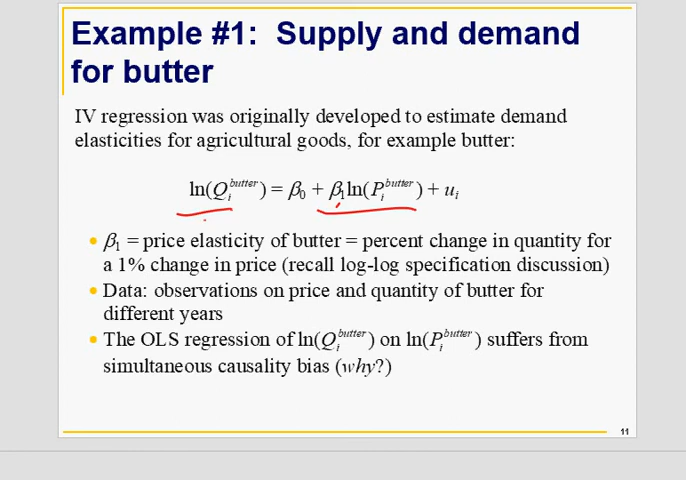 Example #1: Supply and demand
for butter
IV regression was originally developed to estimate demand
elasticities for agricultural goods, for example butter:
ln(Q_i^{butter}) = β₀ + β₁ln(P_i^{butter}) + u_i
• β₁ = price elasticity of butter = percent change in quantity for
a 1% change in price (recall log-log specification discussion)
• Data: observations on price and quantity of butter for
different years
• The OLS regression of ln(Q_i^{butter}) on ln(P_i^{butter}) suffers from
simultaneous causality bias (why?)
11